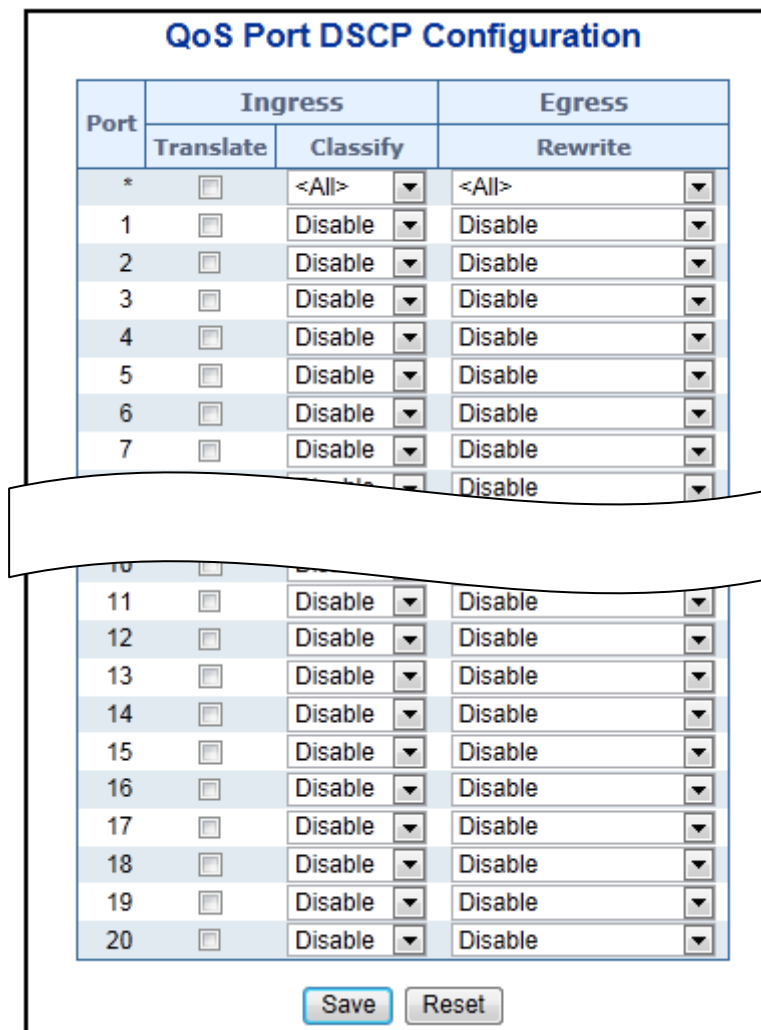 QoS Port DSCP Configuration
Port Ingress Egress
Translate Classify Rewrite
* <All> <All>
1 Disable Disable
2 Disable Disable
3 Disable Disable
4 Disable Disable
5 Disable Disable
6 Disable Disable
7 Disable Disable
Disable
11 Disable Disable
12 Disable Disable
13 Disable Disable
14 Disable Disable
15 Disable Disable
16 Disable Disable
17 Disable Disable
18 Disable Disable
19 Disable Disable
20 Disable Disable
Save Reset